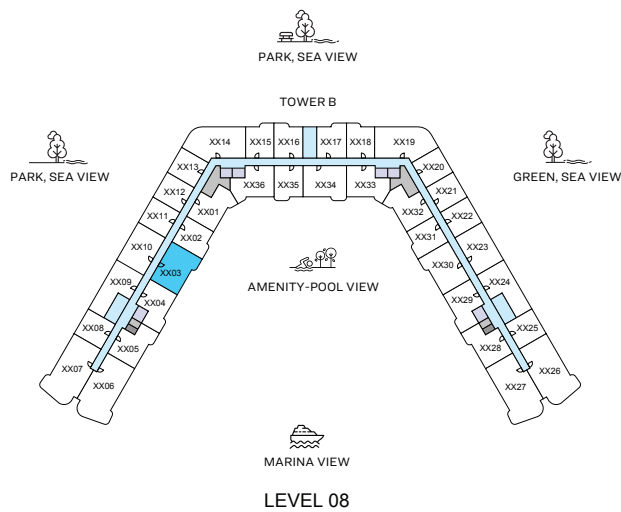 PARK, SEA VIEW
TOWER B
PARK, SEA VIEW
GREEN, SEA VIEW
XX14
XX15
XX16
XX17
XX18
XX19
XX13
XX20
XX12
XX36
XX35
XX34
XX33
XX21
XX11
XX01
XX32
XX22
XX10
XX02
XX31
XX23
XX03
XX30
XX09
XX04
XX29
XX24
XX08
XX05
XX28
XX25
XX07
XX06
XX27
XX26
AMENITY-POOL VIEW
MARINA VIEW
LEVEL 08